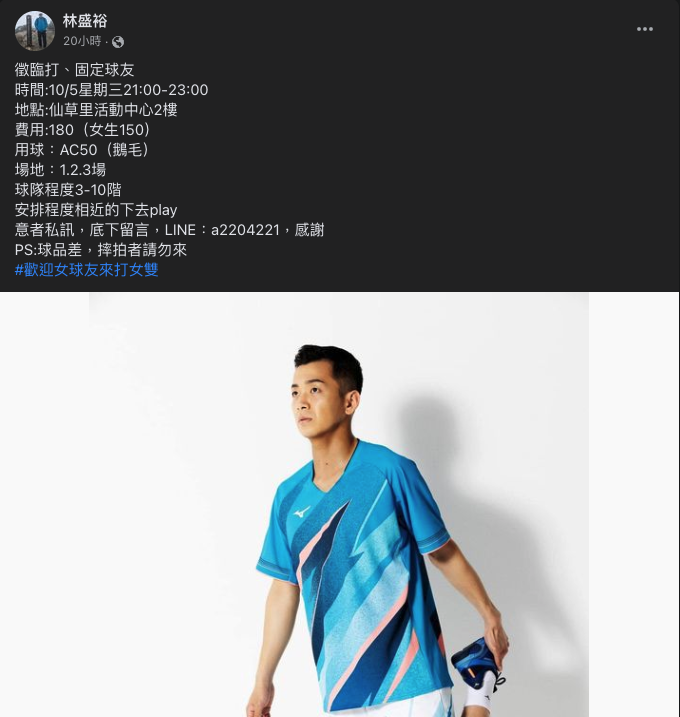 林盛裕
20小時 ·
徵臨打、固定球友
時間:10/5星期三21:00-23:00
地點:仙草里活動中心2樓
費用:180（女生150）
用球：AC50（鵝毛）
場地：1.2.3場
球隊程度3-10階
安排程度相近的下去play
意者私訊，底下留言，LINE：a2204221，感謝
PS:球品差，摔拍者請勿來
#歡迎女球友來打女雙